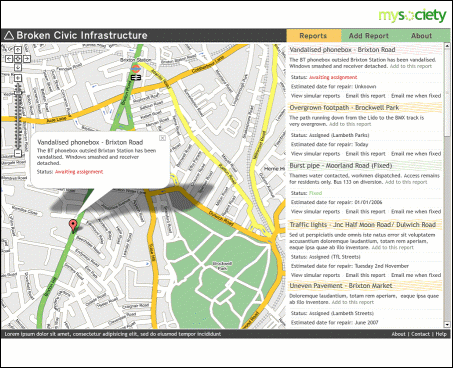 mysociety
Broken Civic Infrastructure
Reports Add Report About
Brixton Station
Coldharbour Lane
Acre Lane
Vandalised phonebox - Brixton Road
The BT phonebox outsied Brixton Station has been
vandalised. Windows smashed and receiver
detached.
Status: Awaiting assignment
Dulwich Road
Brockwell
Park
Vandalised phonebox - Brixton Road
The BT phonebox outsied Brixton Station has been vandalised.
Windows smashed and receiver detached. Add to this report
Status: Awaiting assignment
Estimated date for repair: Unknown
View similar reports Email this report Email me when fixed
Overgrown footpath - Brockwell Park
The path running down from the Lido to the BMX track is
very overgrown. Add to this report
Status: Assigned (Lambeth Parks)
Estimated date for repair: Today
View similar reports Email this report Email me when fixed
Burst pipe - Moorland Road (Fixed)
Thames water contacted, workmen dispatched. Access remains
for residents only. Bus 133 on diversion. Add to this report
Status: Fixed
Estimated date for repair: 01/01/2006
View similar reports Email this report Email me when fixed
Traffic lights - Jnc Half Moon Road/ Dulwich Road
Sed ut perspiciatis unde omnis iste natus error sit voluptatem
accusantium doloremque laudantium, totam rem aperiam,
eaque ipsa quae ab illo inventore. Add to this report
Status: Assigned (TfL Streets)
Estimated date for repair: Tuesday 2nd November
View similar reports Email this report Email me when fixed
Uneven Pavement - Brixton Market
Doloremque laudantium, totam rem aperiam, eaque ipsa quae
ab illo inventore. Add to this report
Status: Assigned (Lambeth Streets)
Estimated date for repair: June 2007
Lorem ipsum dolor sit amet, consectetur adipisicing elit, sed do eiusmod tempor incididunt
About | Contact | Help